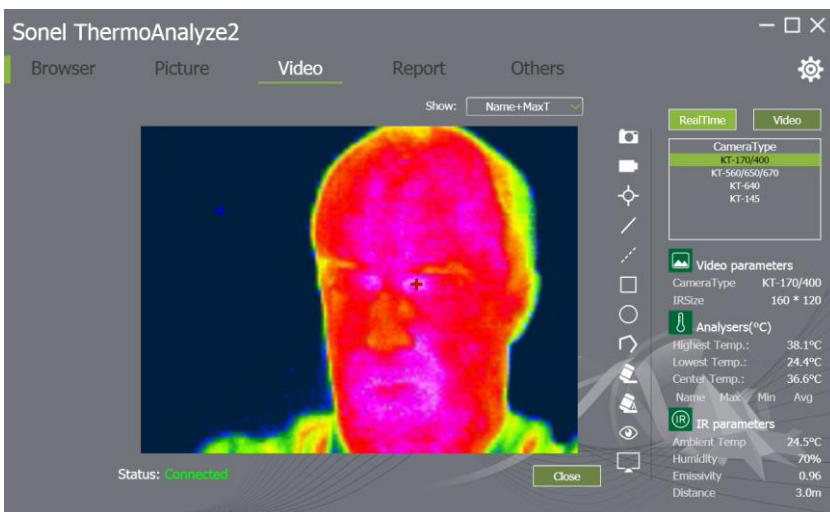 Sonel ThermoAnalyze2
Browser Picture Video Report Others
Show: Name+MaxT
RealTime Video
CameraType
KT-170/400
KT-560/650/670
KT-640
KT-145
Video parameters
CameraType KT-170/400
IRSize 160 * 120
Analysers(°C)
Highest Temp.: 38.1°C
Lowest Temp.: 24.4°C
Center Temp.: 36.6°C
Name Max Min Avg
IR IR parameters
Ambient Temp 24.5°C
Humidity 70%
Emissivity 0.96
Distance 3.0m
Status: Connected
Close